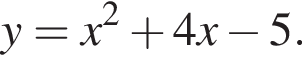 y = x² + 4x − 5.